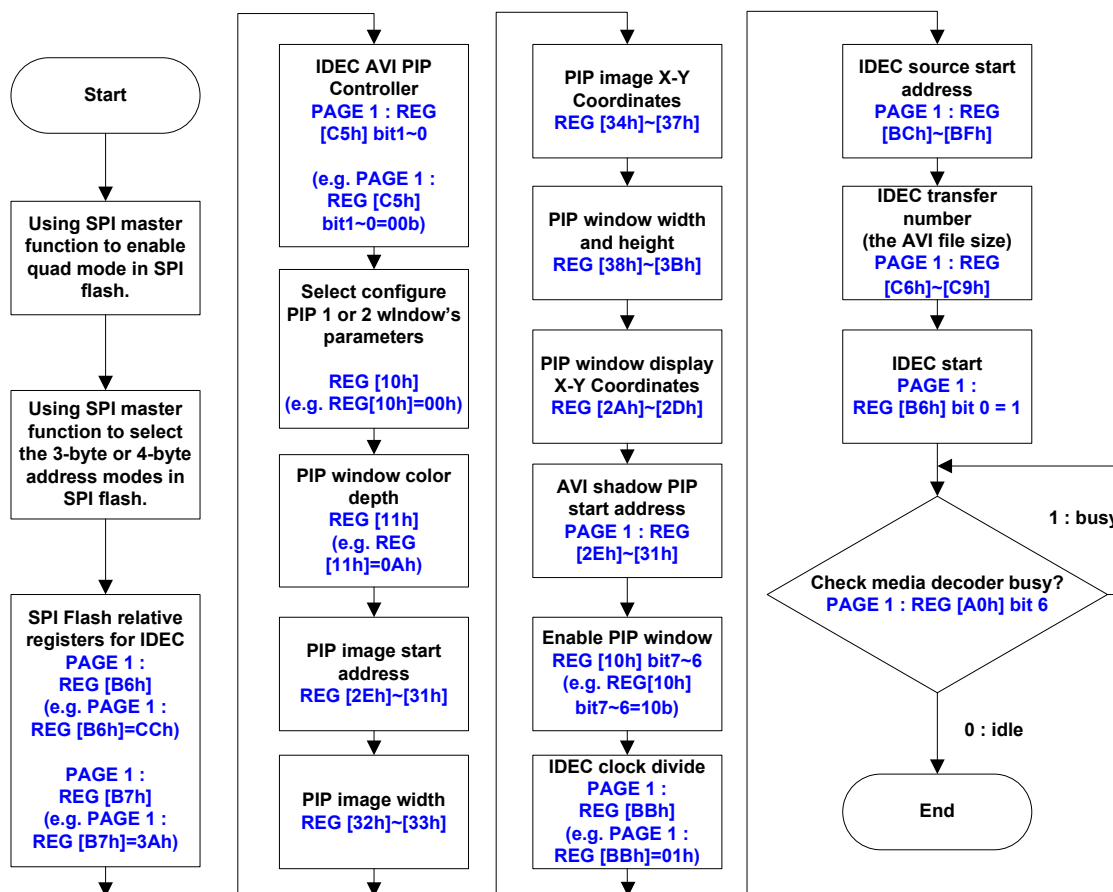 Start
Using SPI master
function to enable
quad mode in SPI
flash.
Using SPI master
function to select
the 3-byte or 4-byte
address modes in
SPI flash.
SPI Flash relative
registers for IDEC
PAGE 1 :
REG [B6h]
(e.g. PAGE 1 :
REG [B6h]=CCh)
PAGE 1 :
REG [B7h]
(e.g. PAGE 1 :
REG [B7h]=3Ah)
IDEC AVI PIP
Controller
PAGE 1 : REG
[C5h] bit1~0
(e.g. PAGE 1 :
REG [C5h]
bit1~0=00b)
Select configure
PIP 1 or 2 wIndow's
parameters
REG [10h]
(e.g. REG[10h]=00h)
PIP window color
depth
REG [11h]
(e.g. REG
[11h]=0Ah)
PIP image start
address
REG [2Eh]~[31h]
PIP image width
REG [32h]~[33h]
PIP image X-Y
Coordinates
REG [34h]~[37h]
PIP window width
and height
REG [38h]~[3Bh]
PIP window display
X-Y Coordinates
REG [2Ah]~[2Dh]
AVI shadow PIP
start address
PAGE 1 : REG
[2Eh]~[31h]
Enable PIP window
REG [10h] bit7~6
(e.g. REG[10h]
bit7~6=10b)
IDEC clock divide
PAGE 1 :
REG [BBh]
(e.g. PAGE 1 :
REG [BBh]=01h)
IDEC source start
address
PAGE 1 : REG
[BCh]~[BFh]
IDEC transfer
number
(the AVI file size)
PAGE 1 : REG
[C6h]~[C9h]
IDEC start
PAGE 1 :
REG [B6h] bit 0 = 1
1 : busy
Check media decoder busy?
PAGE 1 : REG [A0h] bit 6
0 : idle
End